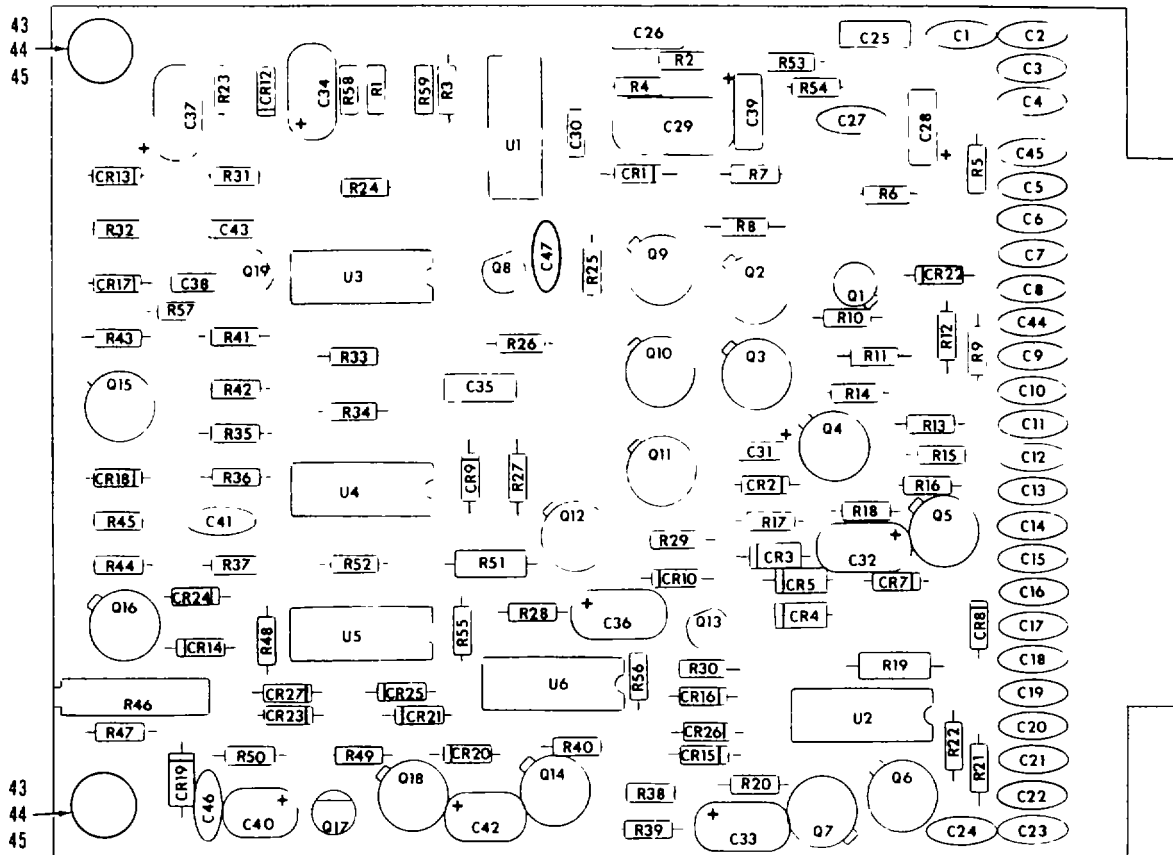 43
44
45
C26
C25
C1
C2
R2
R53
C3
R23
CR12
C34
R58
R1
R59
R3
R4
C39
R54
C4
C37
+
+
+
C29
C27
C28
C30
U1
+
C45
R5
CR13
R31
R24
CR1
R7
R6
C5
R32
C43
R8
C6
C47
Q19
U3
Q8
R25
Q9
Q2
C7
CR17
C38
Q1
CR22
C8
R57
R10
C44
R43
R41
R33
R26
Q10
Q3
R11
R12
R9
C9
Q15
R42
C35
R14
C10
R34
R35
+
Q4
R13
C11
Q11
C31
R15
C12
CR18
R36
U4
CR9
R27
CR2
R16
C13
R45
C41
Q12
R17
R18
Q5
C14
R29
+
R44
R37
R52
R51
CR3
C32
C15
CR10
CR5
CR7
C16
CR24
Q16
+
R28
C36
Q13
CR4
CR8
C17
R48
U5
R55
CR14
C18
R30
R19
R56
U6
CR27
CR25
CR16
C19
R46
CR23
CR21
U2
C20
R47
CR26
R22
R50
R49
CR20
R40
CR15
R21
C21
CR19
Q18
Q14
R20
Q6
43
44
45
R38
C22
C46
+
+
+
C40
Q17
C42
R39
C33
Q7
C24
C23